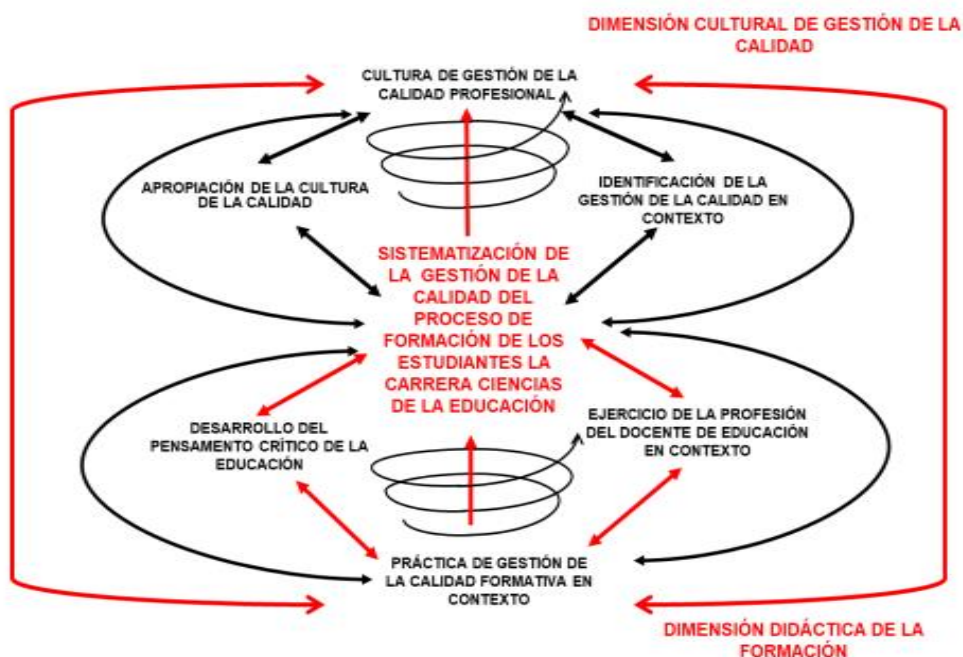 DIMENSIÓN CULTURAL DE GESTIÓN DE LA
CALIDAD
CULTURA DE GESTIÓN DE LA
CALIDAD PROFESIONAL
APROPIACIÓN DE LA CULTURA
DE LA CALIDAD
IDENTIFICACIÓN DE LA
GESTIÓN DE LA CALIDAD EN
CONTEXTO
SISTEMATIZACIÓN DE
LA GESTIÓN DE LA
CALIDAD DEL
PROCESO DE
FORMACIÓN DE LOS
ESTUDIANTES LA
CARRERA CIENCIAS
DE LA EDUCACIÓN
DESARROLLO DEL
PENSAMENTO CRÍTICO DE LA
EDUCACIÓN
EJERCICIO DE LA PROFESIÓN
DEL DOCENTE DE EDUCACIÓN
EN CONTEXTO
PRÁCTICA DE GESTIÓN DE
LA CALIDAD FORMATIVA EN
CONTEXTO
DIMENSIÓN DIDÁCTICA DE LA
FORMACIÓN